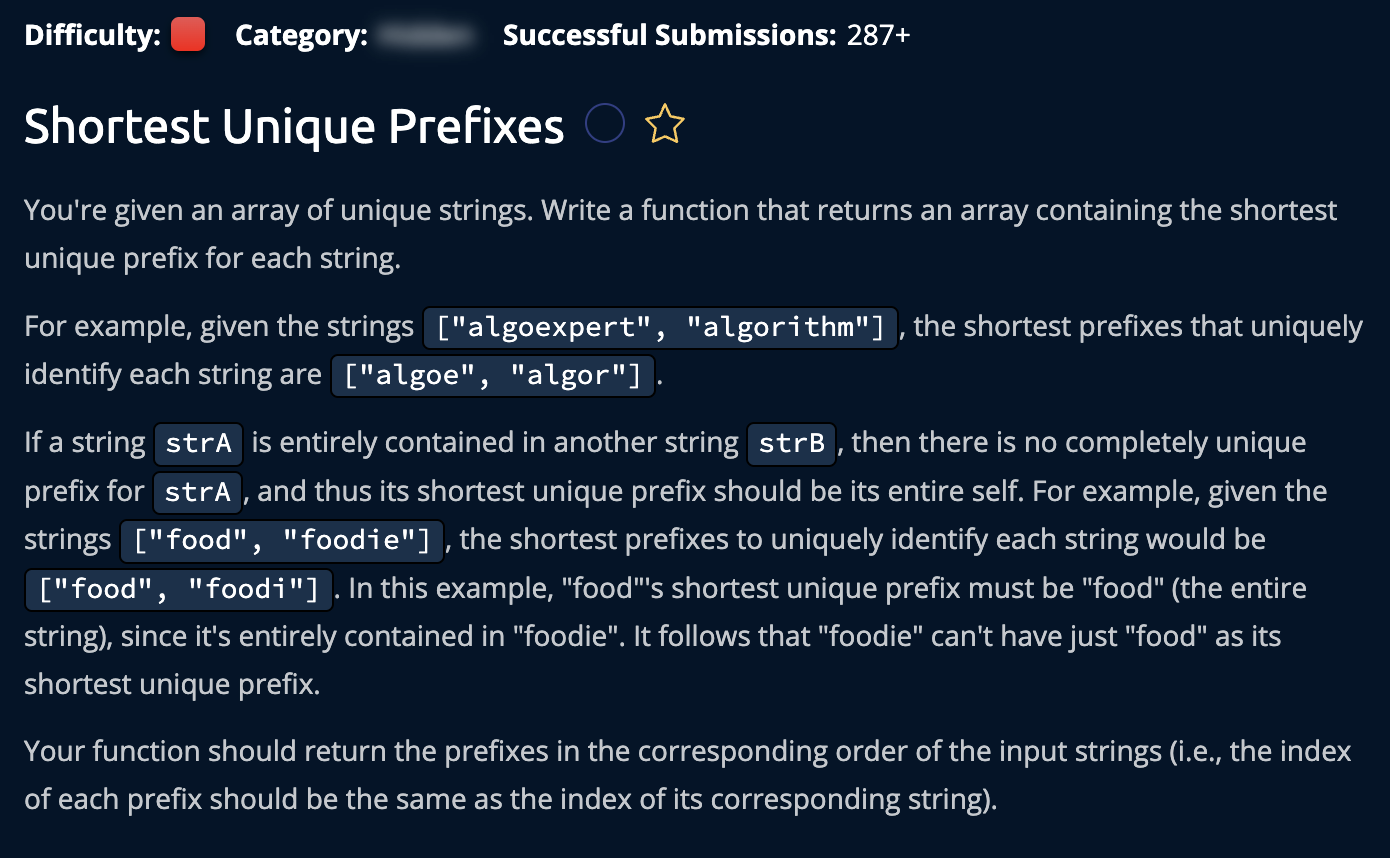 Difficulty: Category: Successful Submissions: 287+
Shortest Unique Prefixes
You're given an array of unique strings. Write a function that returns an array containing the shortest
unique prefix for each string.
For example, given the strings ["algoexpert", "algorithm"], the shortest prefixes that uniquely
identify each string are ["algoe", "algor"].
If a string strA is entirely contained in another string strB, then there is no completely unique
prefix for strA, and thus its shortest unique prefix should be its entire self. For example, given the
strings ["food", "foodie"], the shortest prefixes to uniquely identify each string would be
["food", "foodi"]. In this example, "food"'s shortest unique prefix must be "food" (the entire
string), since it's entirely contained in "foodie". It follows that "foodie" can't have just "food" as its
shortest unique prefix.
Your function should return the prefixes in the corresponding order of the input strings (i.e., the index
of each prefix should be the same as the index of its corresponding string).